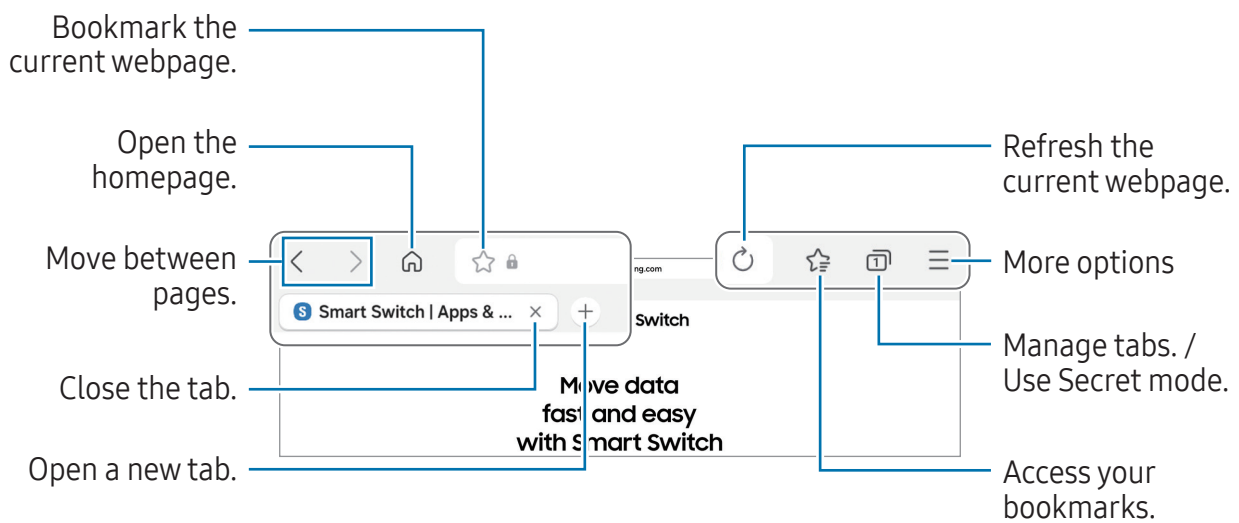 Bookmark the
current webpage.
Open the
homepage.
Refresh the
current webpage.
Move between
pages.
ng.com
1
More options
S Smart Switch | Apps & ...
Switch
Manage tabs. /
Use Secret mode.
Close the tab.
Move data
fast and easy
with Smart Switch
Open a new tab.
Access your
bookmarks.